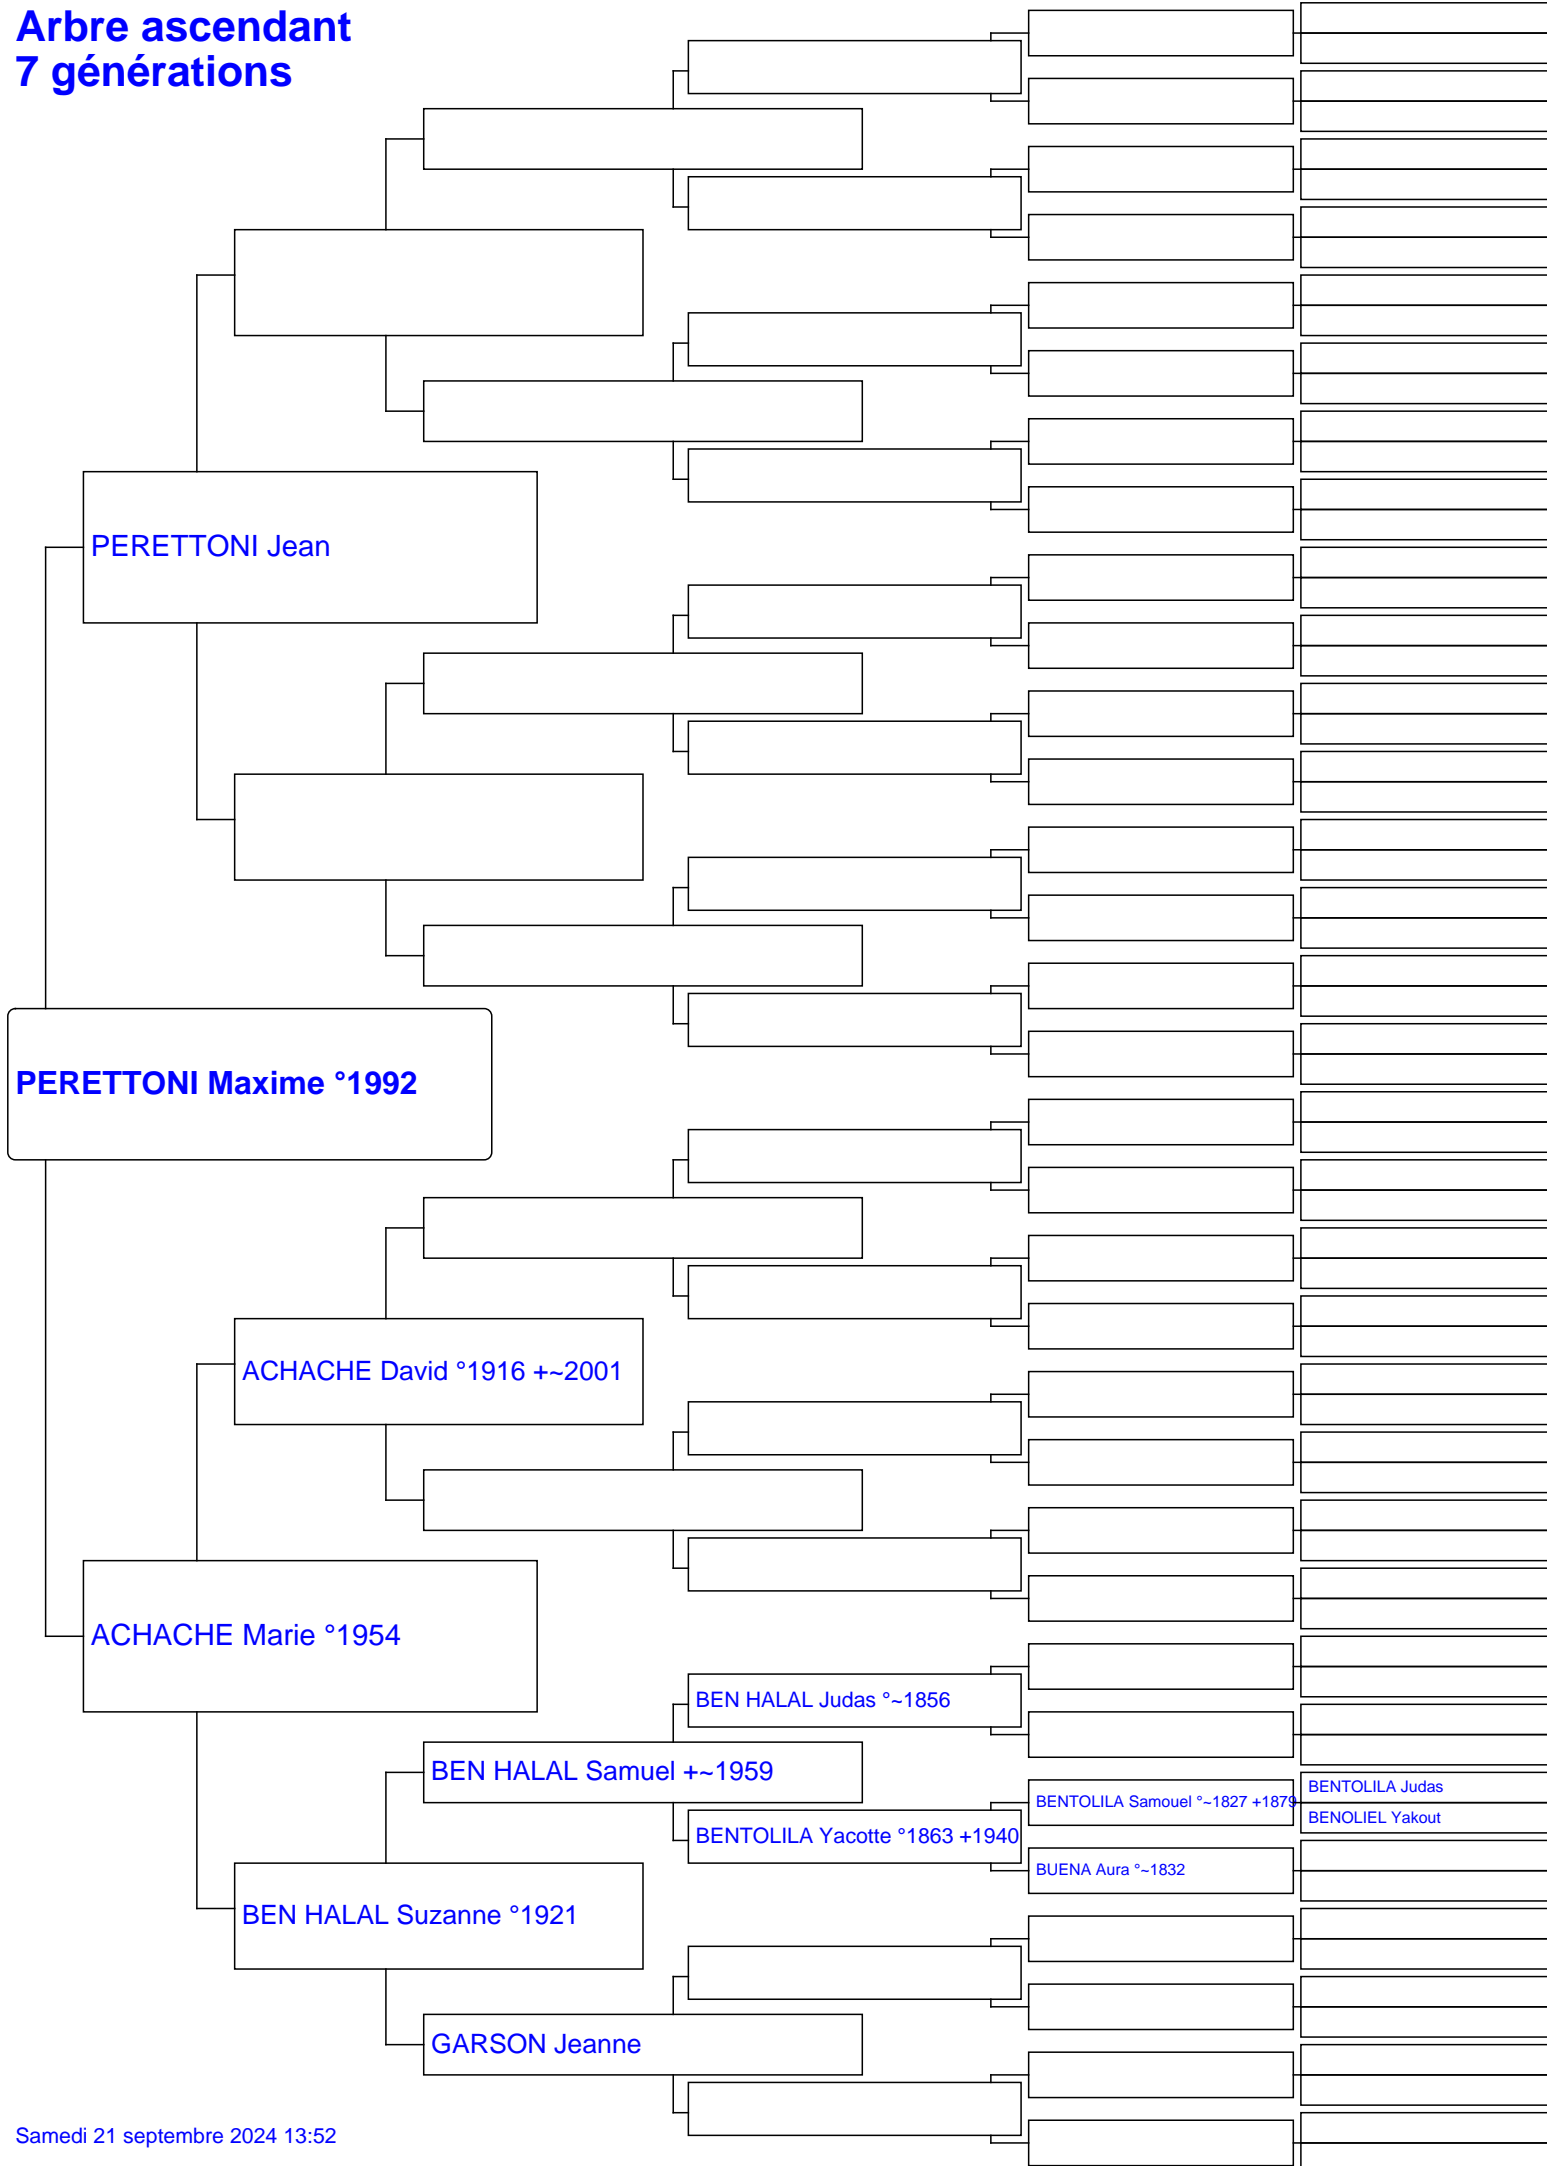 Arbre ascendant
7 générations
PERETTONI Jean
PERETTONI Maxime °1992
ACHACHE David °1916 +~2001
ACHACHE Marie °1954
BEN HALAL Judas °~1856
BEN HALAL Samuel +~1959
BENTOLILA Judas
BENTOLILA Samouel °~1827 +1879
BENOLIEL Yakout
BENTOLILA Yacotte °1863 +1940
BUENA Aura °~1832
BEN HALAL Suzanne °1921
GARSON Jeanne
Samedi 21 septembre 2024 13:52